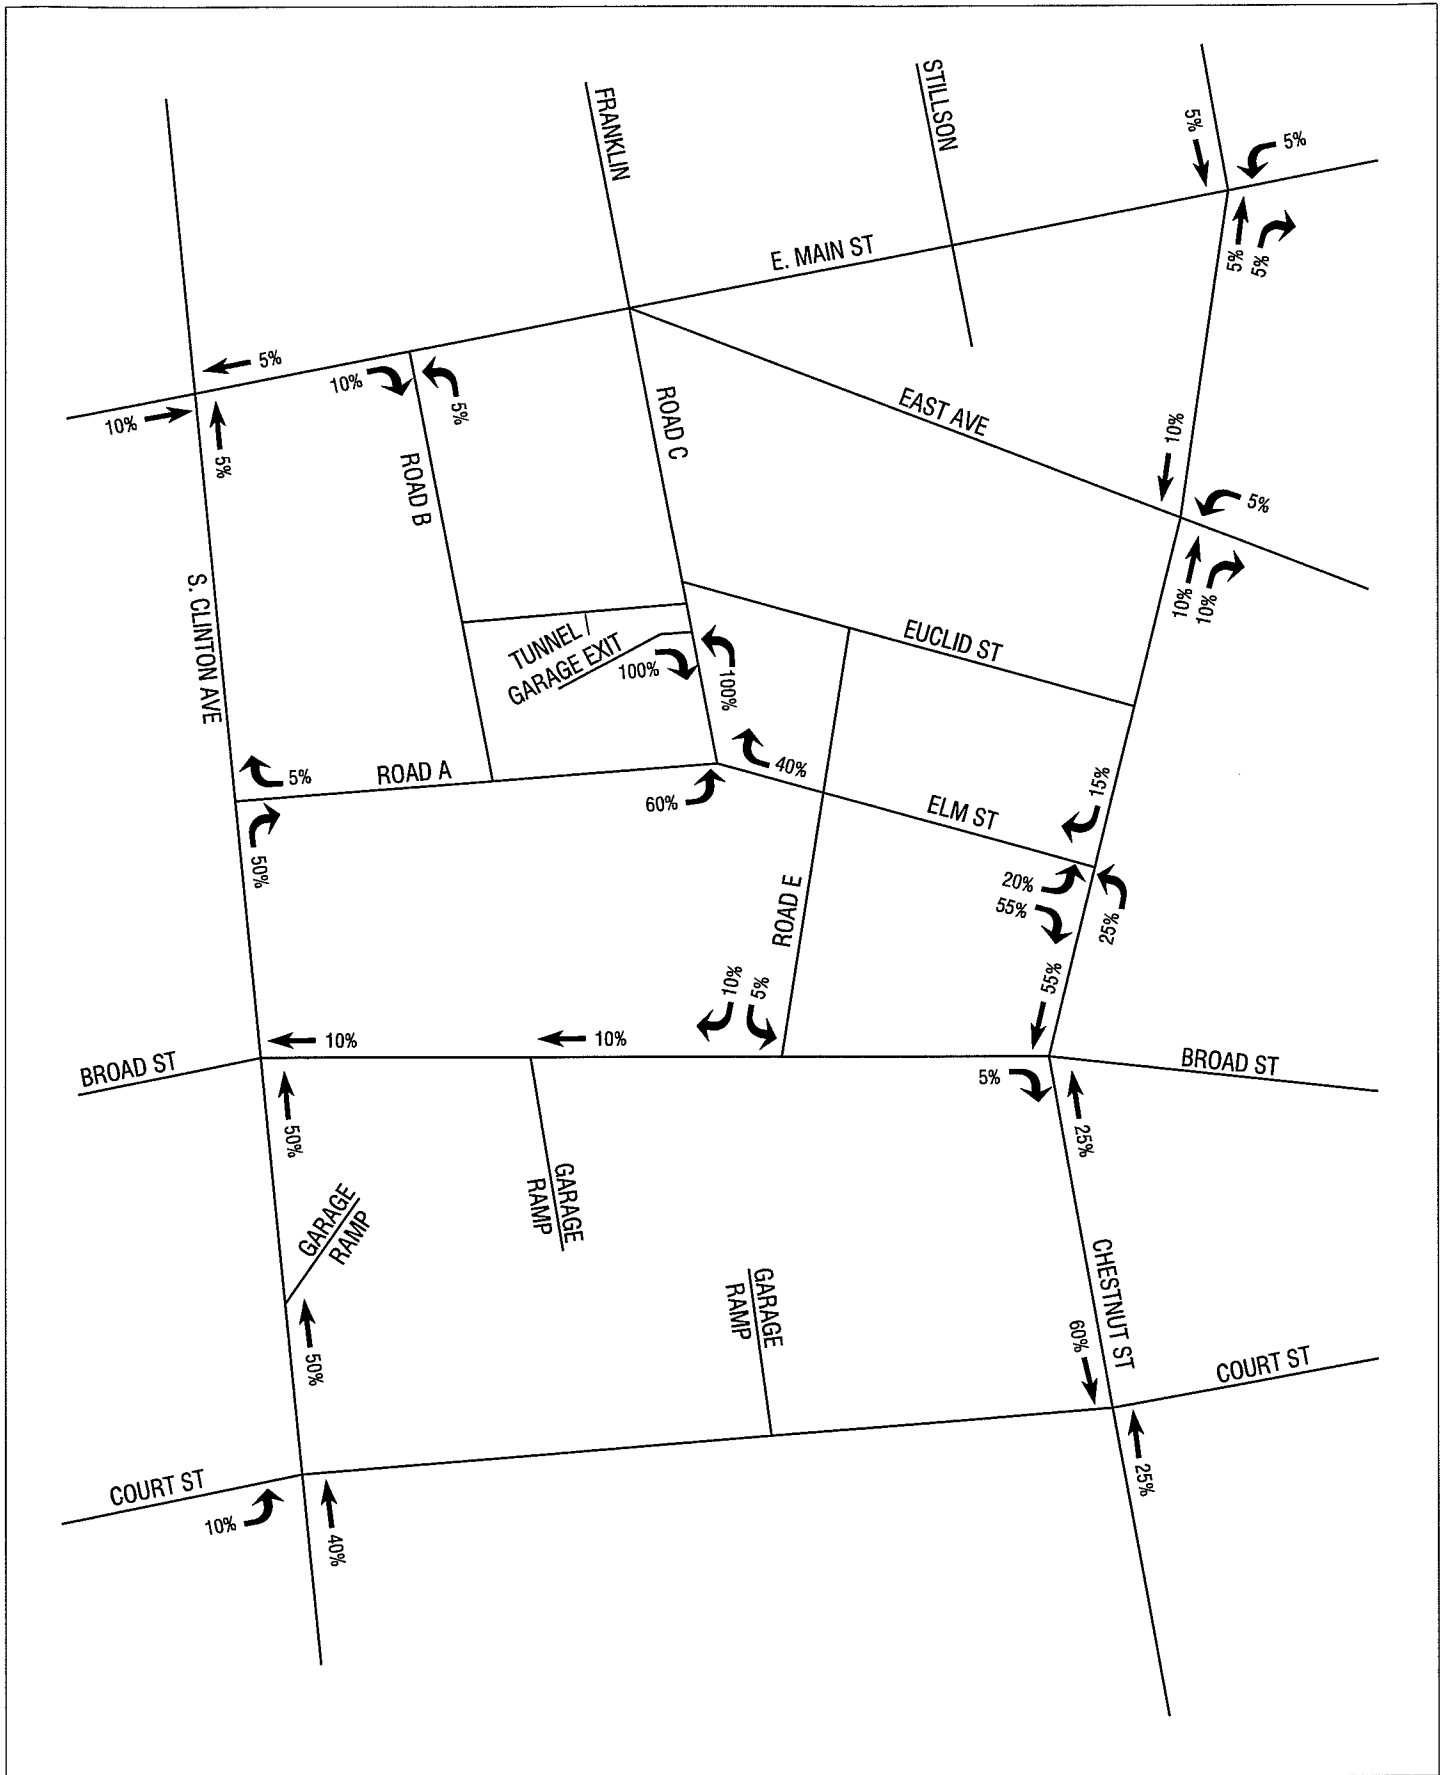 FRANKLIN
STILLSON
5%
5%
5%
5%
E. MAIN ST
5%
10%
10%
5%
5%
ROAD C
EAST AVE
10%
ROAD B
5%
10%
10%
S. CLINTON AVE
TUNNEL
GARAGE EXIT
100%
100%
EUCLID ST
5%
ROAD A
40%
60%
15%
ELM ST
50%
20%
55%
25%
ROAD E
10%
5%
55%
10%
10%
BROAD ST
BROAD ST
5%
50%
25%
GARAGE
RAMP
GARAGE
RAMP
GARAGE
RAMP
CHESTNUT ST
60%
50%
COURT ST
COURT ST
10%
40%
25%